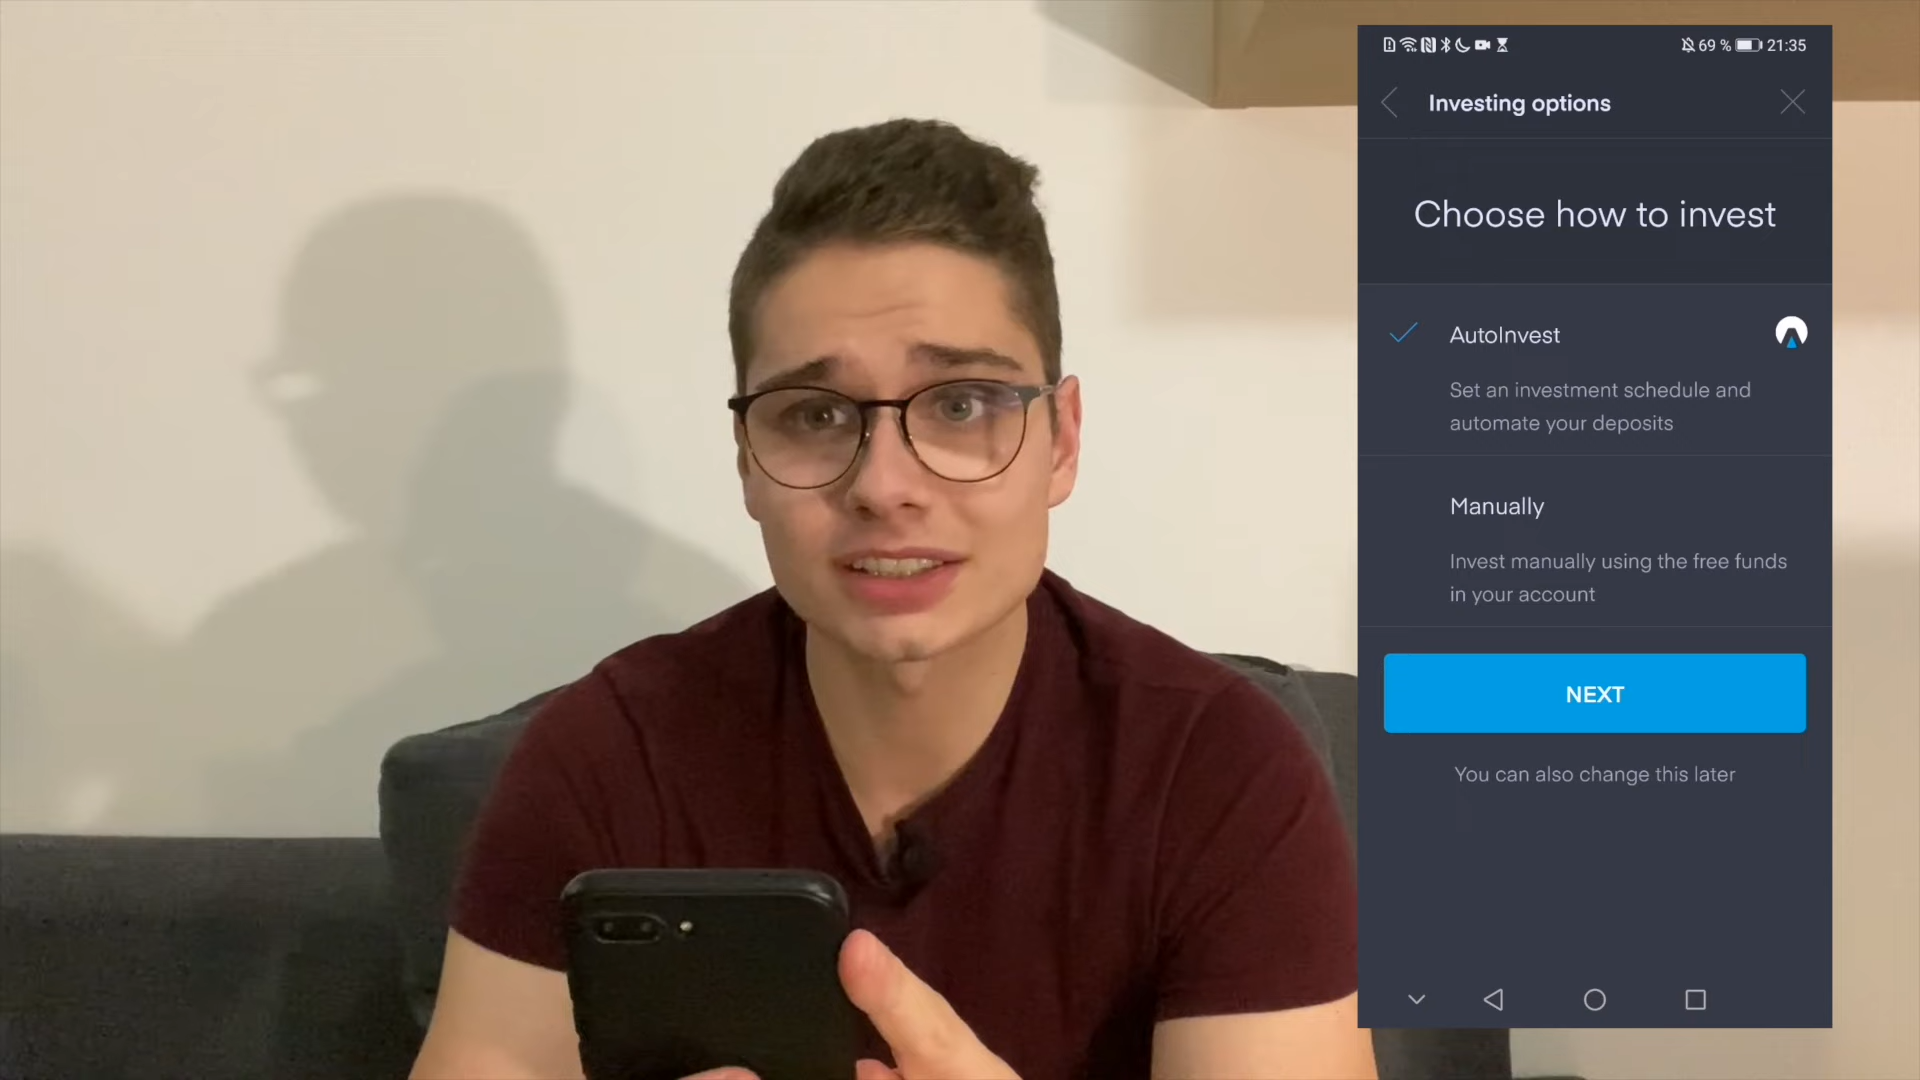 69 % 21:35
Investing options
Choose how to invest
AutoInvest
Set an investment schedule and
automate your deposits
Manually
Invest manually using the free funds
in your account
NEXT
You can also change this later